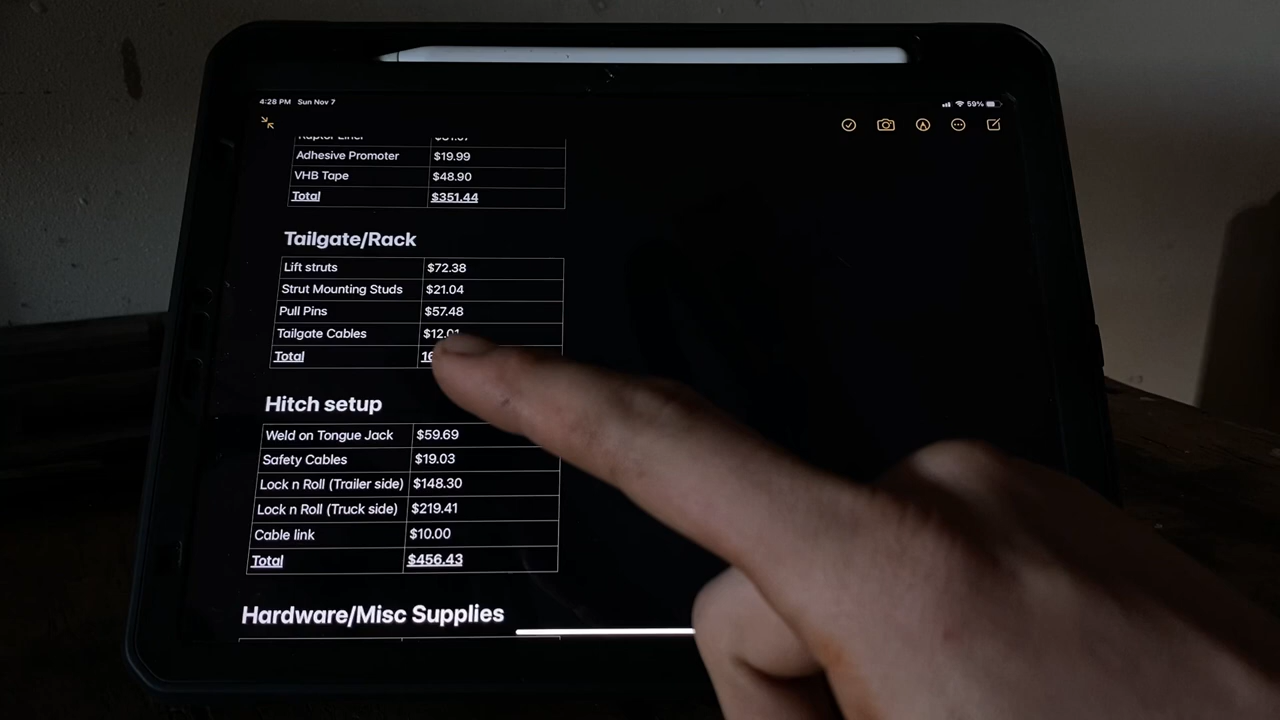 4:28 PM Sun Nov 7
59%
Adhesive Promoter $19.99
VHB Tape $48.90
Total $351.44
Tailgate/Rack
Lift struts $72.38
Strut Mounting Studs $21.04
Pull Pins $57.48
Tailgate Cables $12.01
Total
Hitch setup
Weld on Tongue Jack $59.69
Safety Cables $19.03
Lock n Roll (Trailer side) $148.30
Lock n Roll (Truck side) $219.41
Cable link $10.00
Total $456.43
Hardware/Misc Supplies